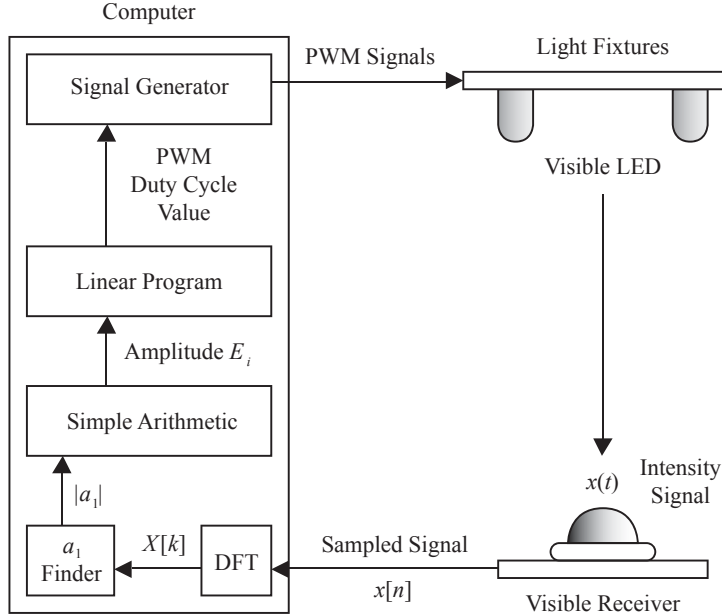 Computer
Signal Generator
PWM Signals
Light Fixtures
Visible LED
PWM
Duty Cycle
Value
Linear Program
Amplitude E_i
Simple Arithmetic
|a_1|
a_1
Finder
X[k]
DFT
Sampled Signal
x[n]
x(t)
Intensity
Signal
Visible Receiver